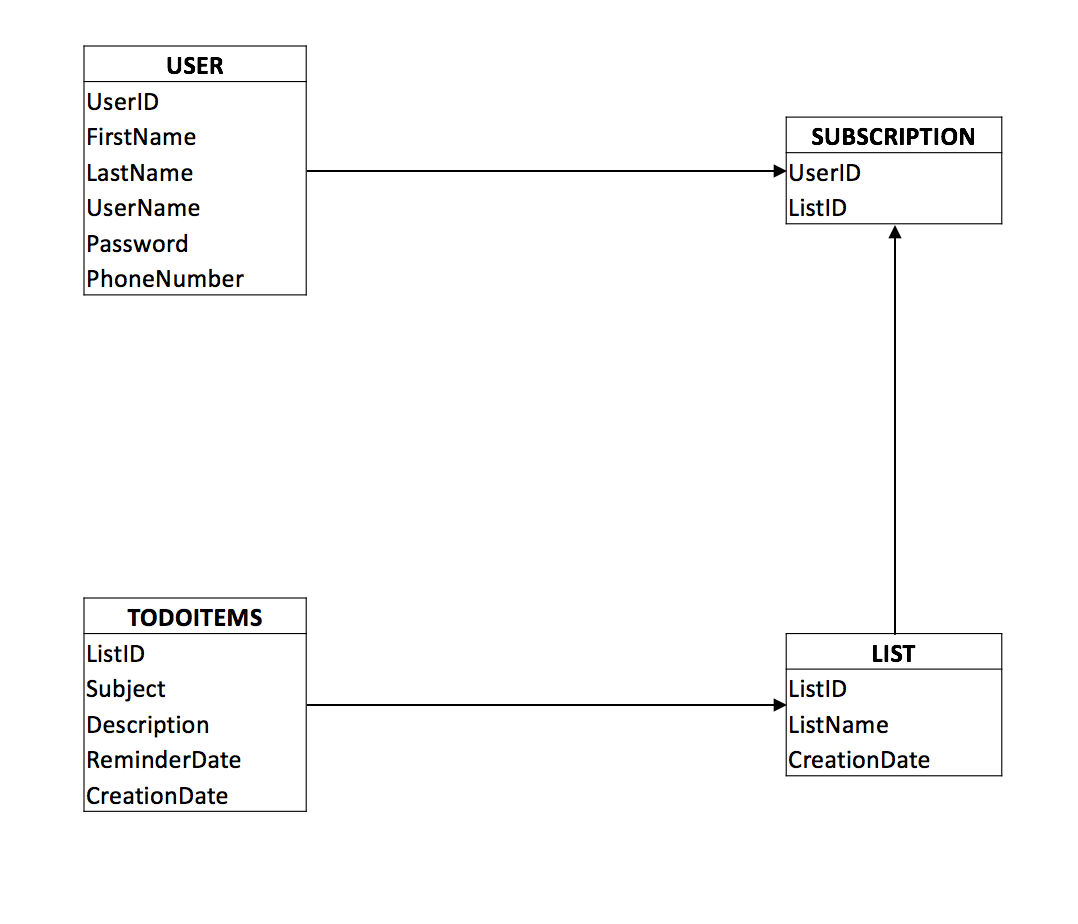 USER
UserID
FirstName
LastName
UserName
Password
PhoneNumber
SUBSCRIPTION
UserID
ListID
TODOITEMS
ListID
Subject
Description
ReminderDate
CreationDate
LIST
ListID
ListName
CreationDate